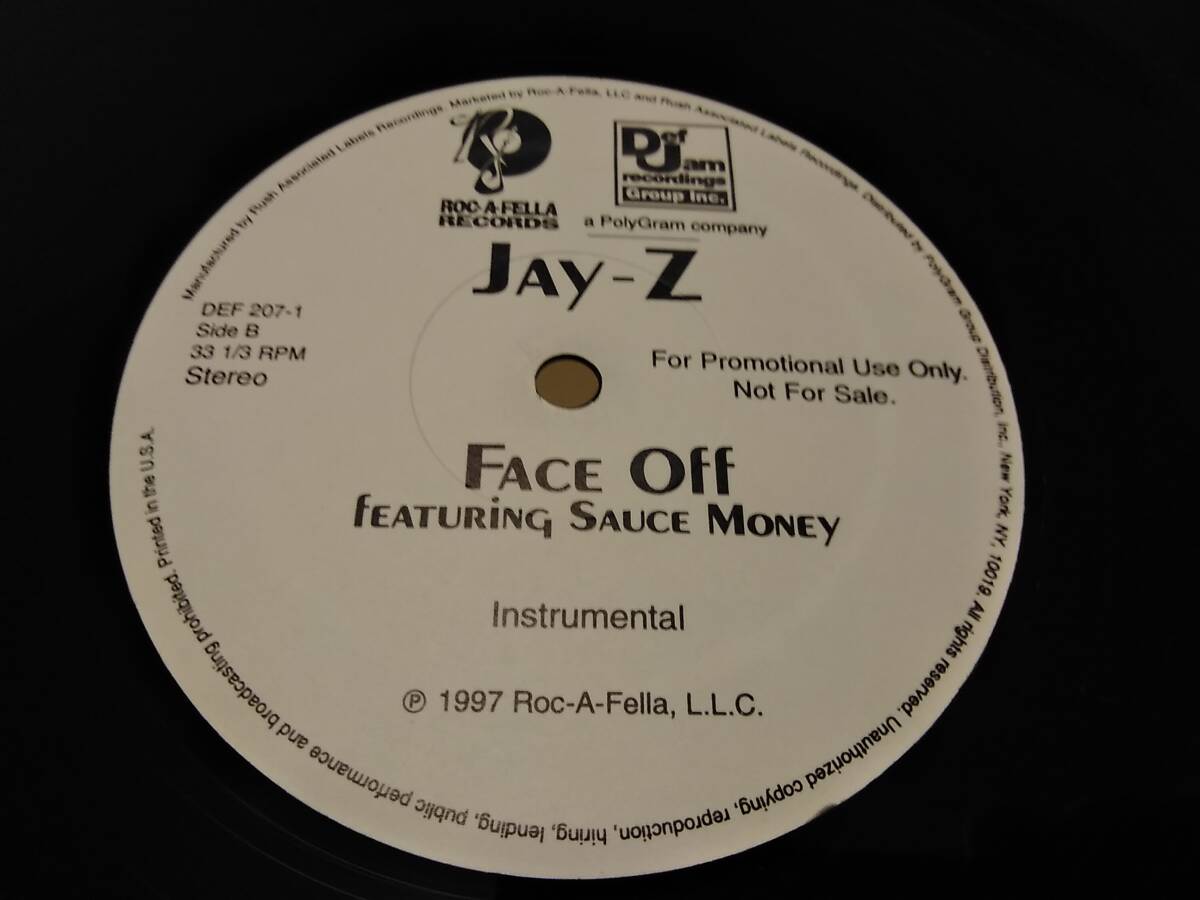 Manufactured by Rush Associated Labels Recordings. Marketed by Roc-A-Fella, LLC and Rush Associated Labels Recordings. Distributed by PolyGram Group Distribution, Inc., New York, NY, 10019. All rights reserved. Unauthorized copying, reproduction, hiring, lending, public performance and broadcasting prohibited. Printed in the U.S.A.
ROC-A-FELLA
RECORDS
Def
Jam
recordings
Group Inc.
a PolyGram company
Jay-Z
DEF 207-1
Side B
33 1/3 RPM
Stereo
For Promotional Use Only.
Not For Sale.
Face Off
featuring Sauce Money
Instrumental
℗ 1997 Roc-A-Fella, L.L.C.